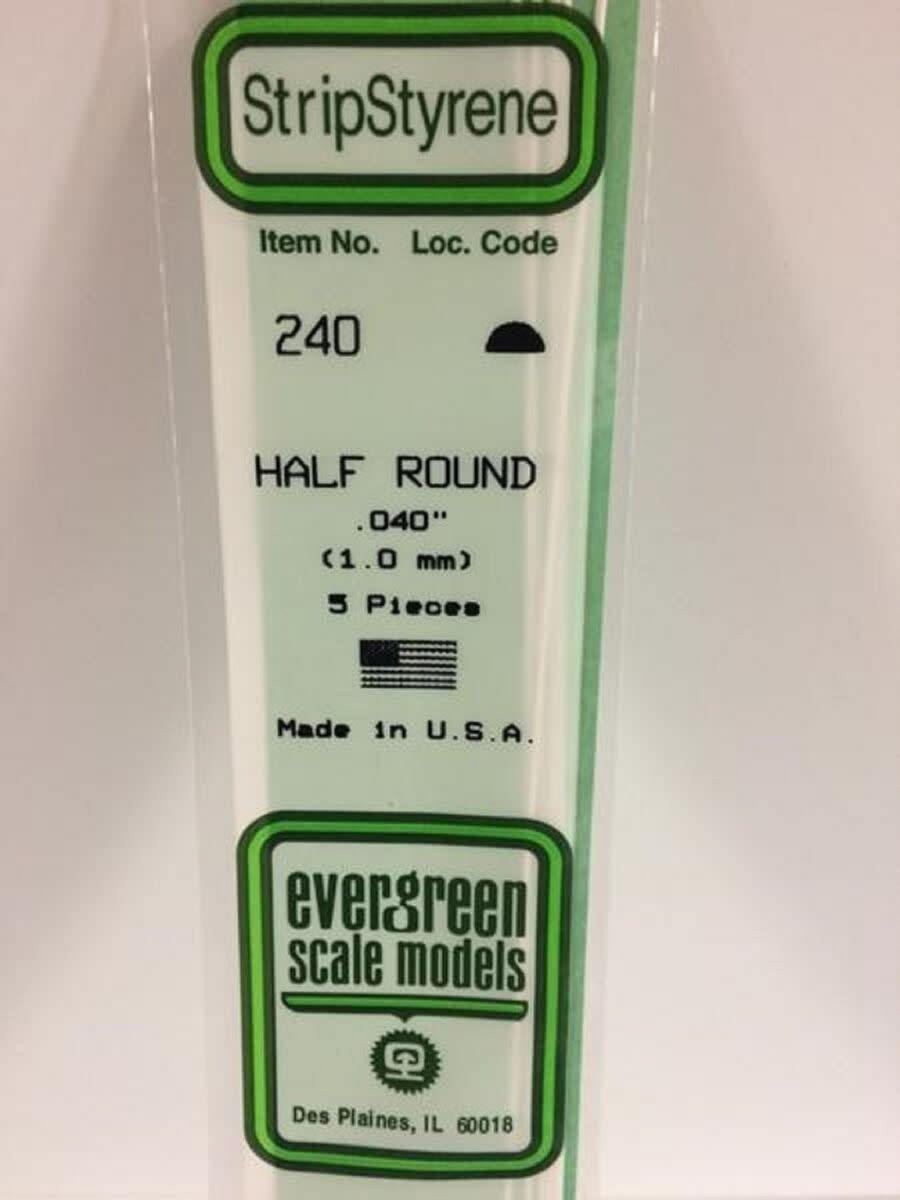 StripStyrene
Item No. Loc. Code
240
HALF ROUND
.040"
(1.0 mm)
5 Pieces
Made in U.S.A.
evergreen
scale models
Des Plaines, IL 60018